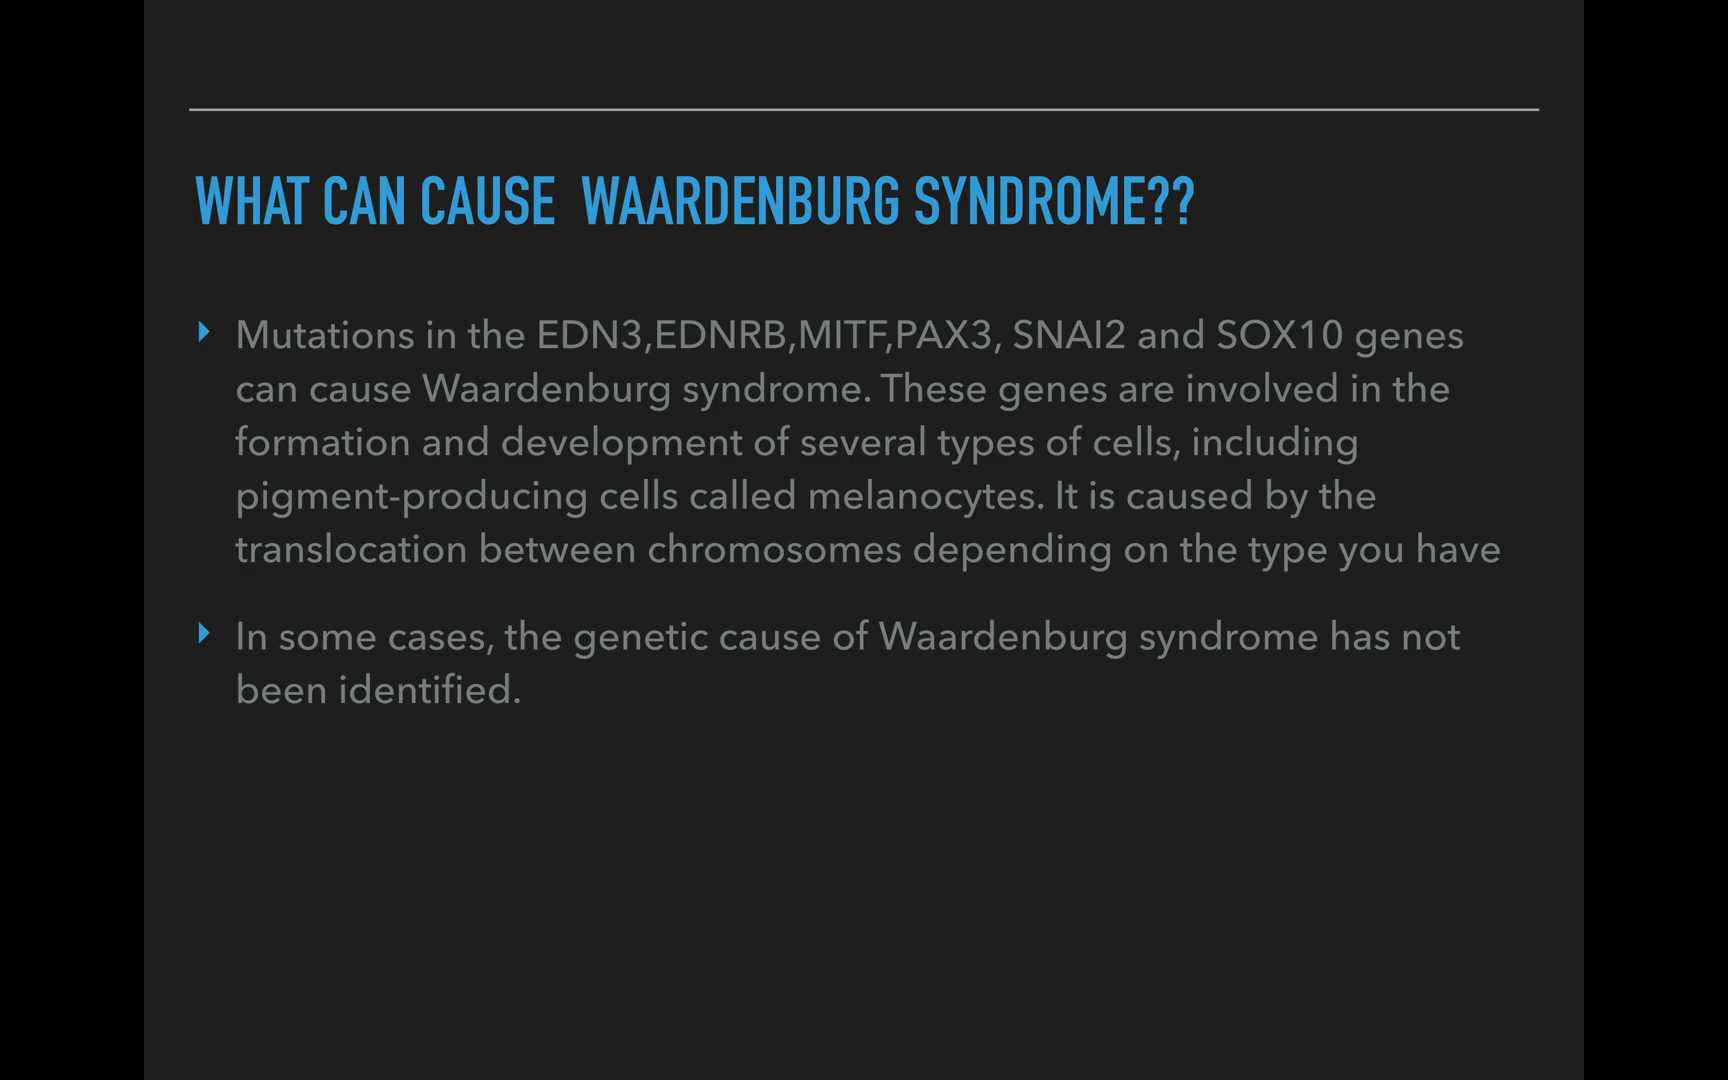 WHAT CAN CAUSE  WAARDENBURG SYNDROME??
Mutations in the EDN3,EDNRB,MITF,PAX3, SNAI2 and SOX10 genes
can cause Waardenburg syndrome. These genes are involved in the
formation and development of several types of cells, including
pigment-producing cells called melanocytes. It is caused by the
translocation between chromosomes depending on the type you have
In some cases, the genetic cause of Waardenburg syndrome has not
been identified.